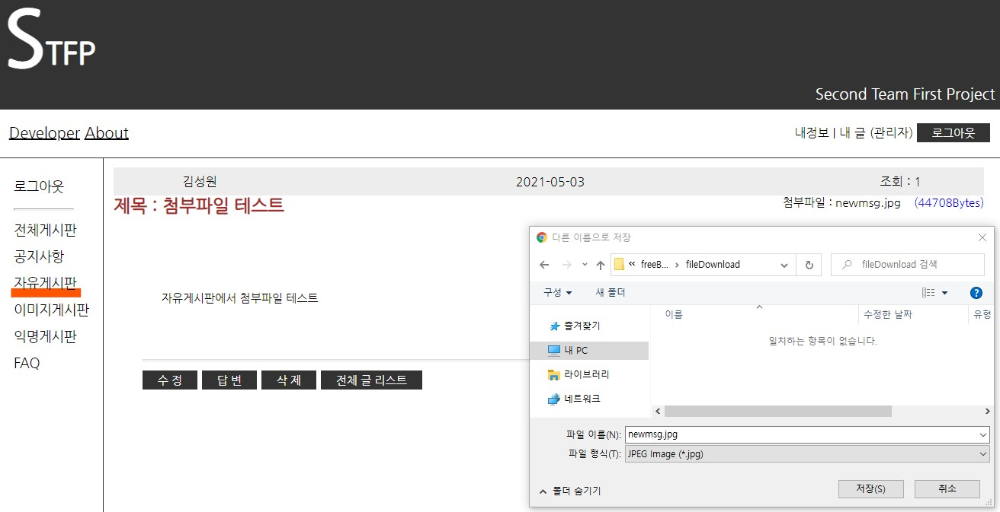 STFP
Second Team First Project
Developer About
내정보 | 내 글 (관리자) 로그아웃
로그아웃
전체게시판
공지사항
자유게시판
이미지게시판
익명게시판
FAQ
김성원 2021-05-03 조회 : 1
제목 : 첨부파일 테스트
첨부파일 : newmsg.jpg (44708Bytes)
자유게시판에서 첨부파일 테스트
수 정 답 변 삭 제 전체 글 리스트
다른 이름으로 저장
« freeB... › fileDownload
fileDownload 검색
구성 새 폴더
이름 수정한 날짜 유형
일치하는 항목이 없습니다.
즐겨찾기
내 PC
라이브러리
네트워크
파일 이름(N): newmsg.jpg
파일 형식(T): JPEG Image (*.jpg)
폴더 숨기기
저장(S) 취소